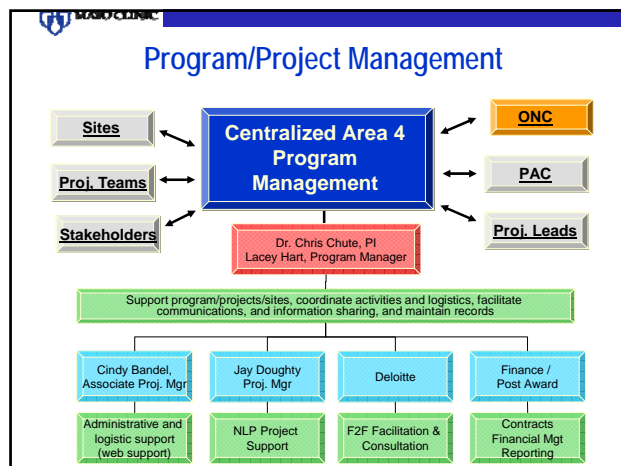 MAYO CLINIC
Program/Project Management
Sites
Proj. Teams
Stakeholders
Centralized Area 4
Program
Management
ONC
PAC
Proj. Leads
Dr. Chris Chute, PI
Lacey Hart, Program Manager
Support program/projects/sites, coordinate activities and logistics, facilitate
communications, and information sharing, and maintain records
Cindy Bandel,
Associate Proj. Mgr
Jay Doughty
Proj. Mgr
Deloitte
Finance /
Post Award
Administrative and
logistic support
(web support)
NLP Project
Support
F2F Facilitation &
Consultation
Contracts
Financial Mgt
Reporting